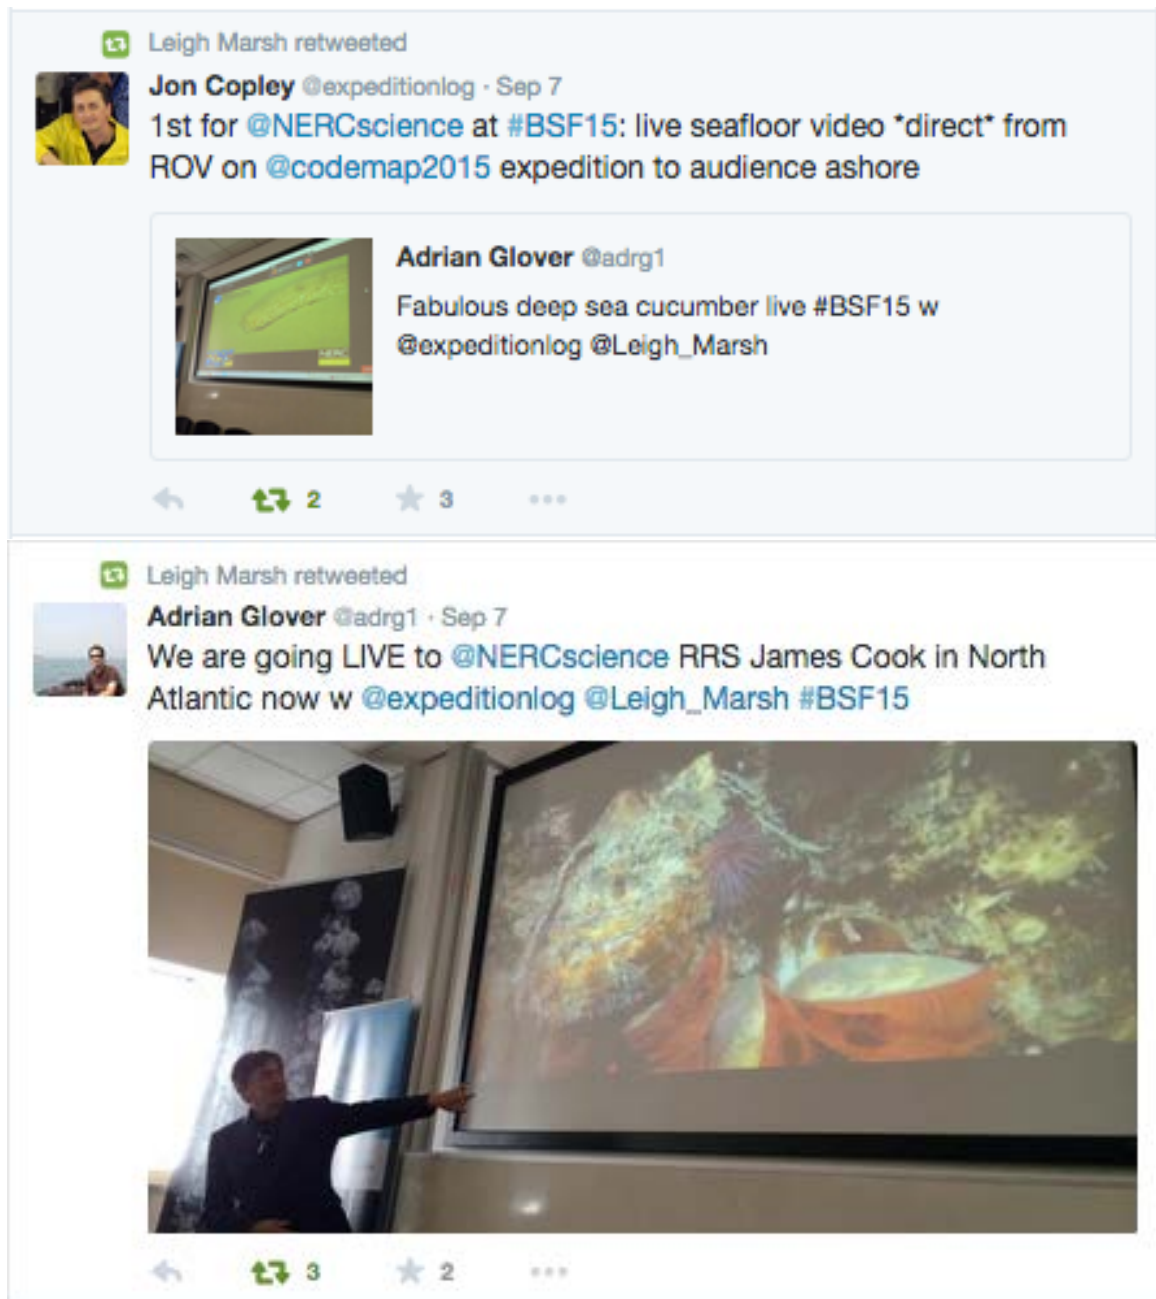 Leigh Marsh retweeted
Jon Copley @expeditionlog · Sep 7
1st for @NERCscience at #BSF15: live seafloor video *direct* from
ROV on @codemap2015 expedition to audience ashore
Adrian Glover @adrg1
Fabulous deep sea cucumber live #BSF15 w
@expeditionlog @Leigh_Marsh
NERC
2 3
Leigh Marsh retweeted
Adrian Glover @adrg1 · Sep 7
We are going LIVE to @NERCscience RRS James Cook in North
Atlantic now w @expeditionlog @Leigh_Marsh #BSF15
3 2